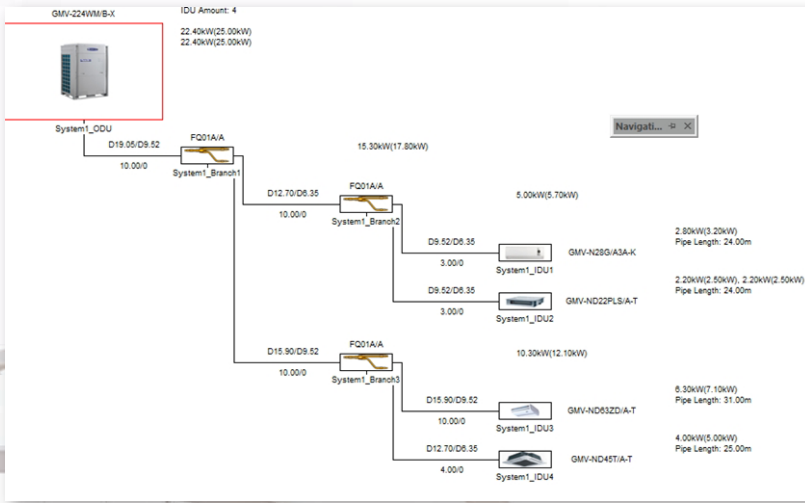 GMV-224WM/B-X
IDU Amount: 4
22.40kW(25.00kW)
22.40kW(25.00kW)
System1_ODU
Navigati...
D19.05/D9.52
10.00/0
FQ01A/A
System1_Branch1
15.30kW(17.80kW)
D12.70/D6.35
10.00/0
FQ01A/A
System1_Branch2
5.00kW(5.70kW)
D9.52/D6.35
3.00/0
System1_IDU1
GMV-N28G/A3A-K
2.80kW(3.20kW)
Pipe Length: 24.00m
D9.52/D6.35
3.00/0
System1_IDU2
GMV-ND22PLS/A-T
2.20kW(2.50kW), 2.20kW(2.50kW)
Pipe Length: 24.00m
D15.90/D9.52
10.00/0
FQ01A/A
System1_Branch3
10.30kW(12.10kW)
D15.90/D9.52
10.00/0
System1_IDU3
GMV-ND63ZD/A-T
6.30kW(7.10kW)
Pipe Length: 31.00m
D12.70/D6.35
4.00/0
System1_IDU4
GMV-ND45T/A-T
4.00kW(5.00kW)
Pipe Length: 25.00m